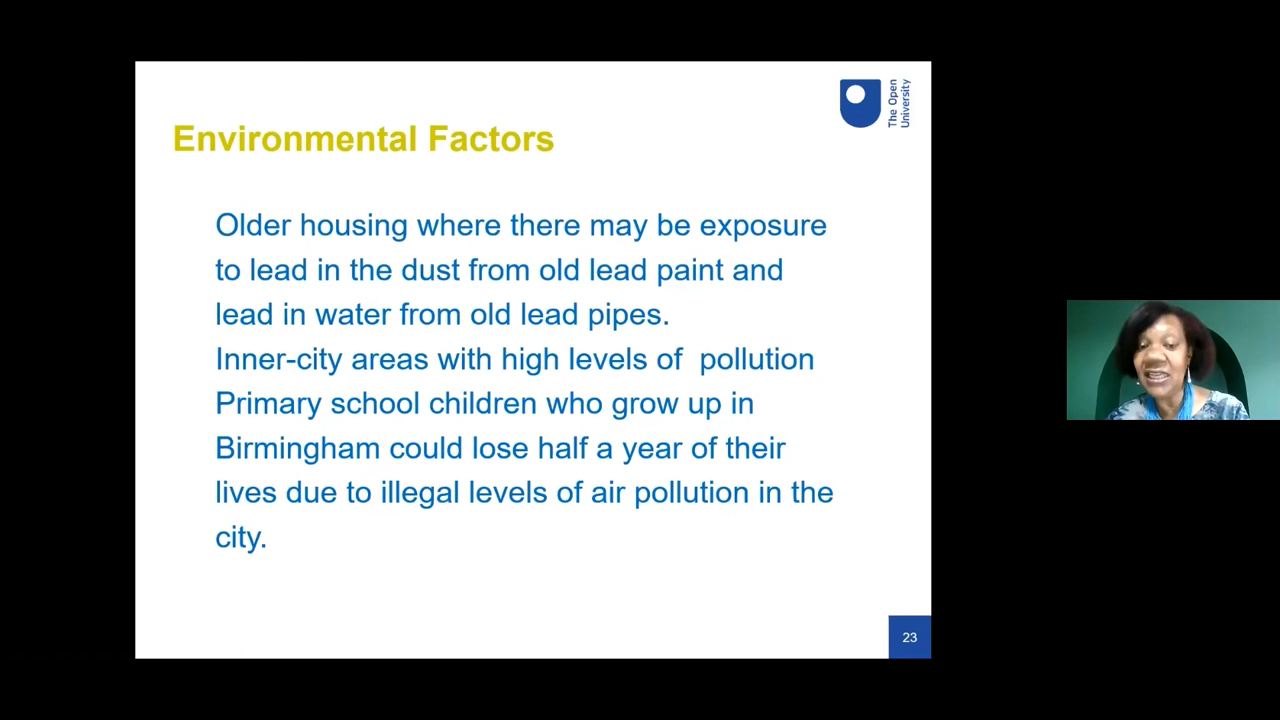 The Open
University
Environmental Factors
Older housing where there may be exposure
to lead in the dust from old lead paint and
lead in water from old lead pipes.
Inner-city areas with high levels of  pollution
Primary school children who grow up in
Birmingham could lose half a year of their
lives due to illegal levels of air pollution in the
city.
23